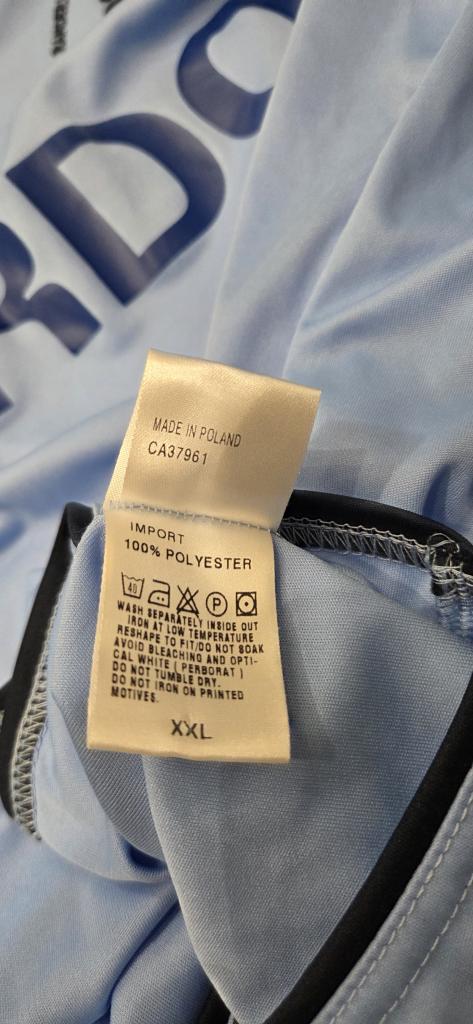 RDO
MADE IN POLAND
CA37961
IMPORT
100% POLYESTER
40 P
WASH SEPARATELY INSIDE OUT
IRON AT LOW TEMPERATURE
RESHAPE TO FIT/DO NOT SOAK
AVOID BLEACHING AND OPTI-
CAL WHITE ( PERBORAT )
DO NOT TUMBLE DRY.
DO NOT IRON ON PRINTED
MOTIVES.
XXL